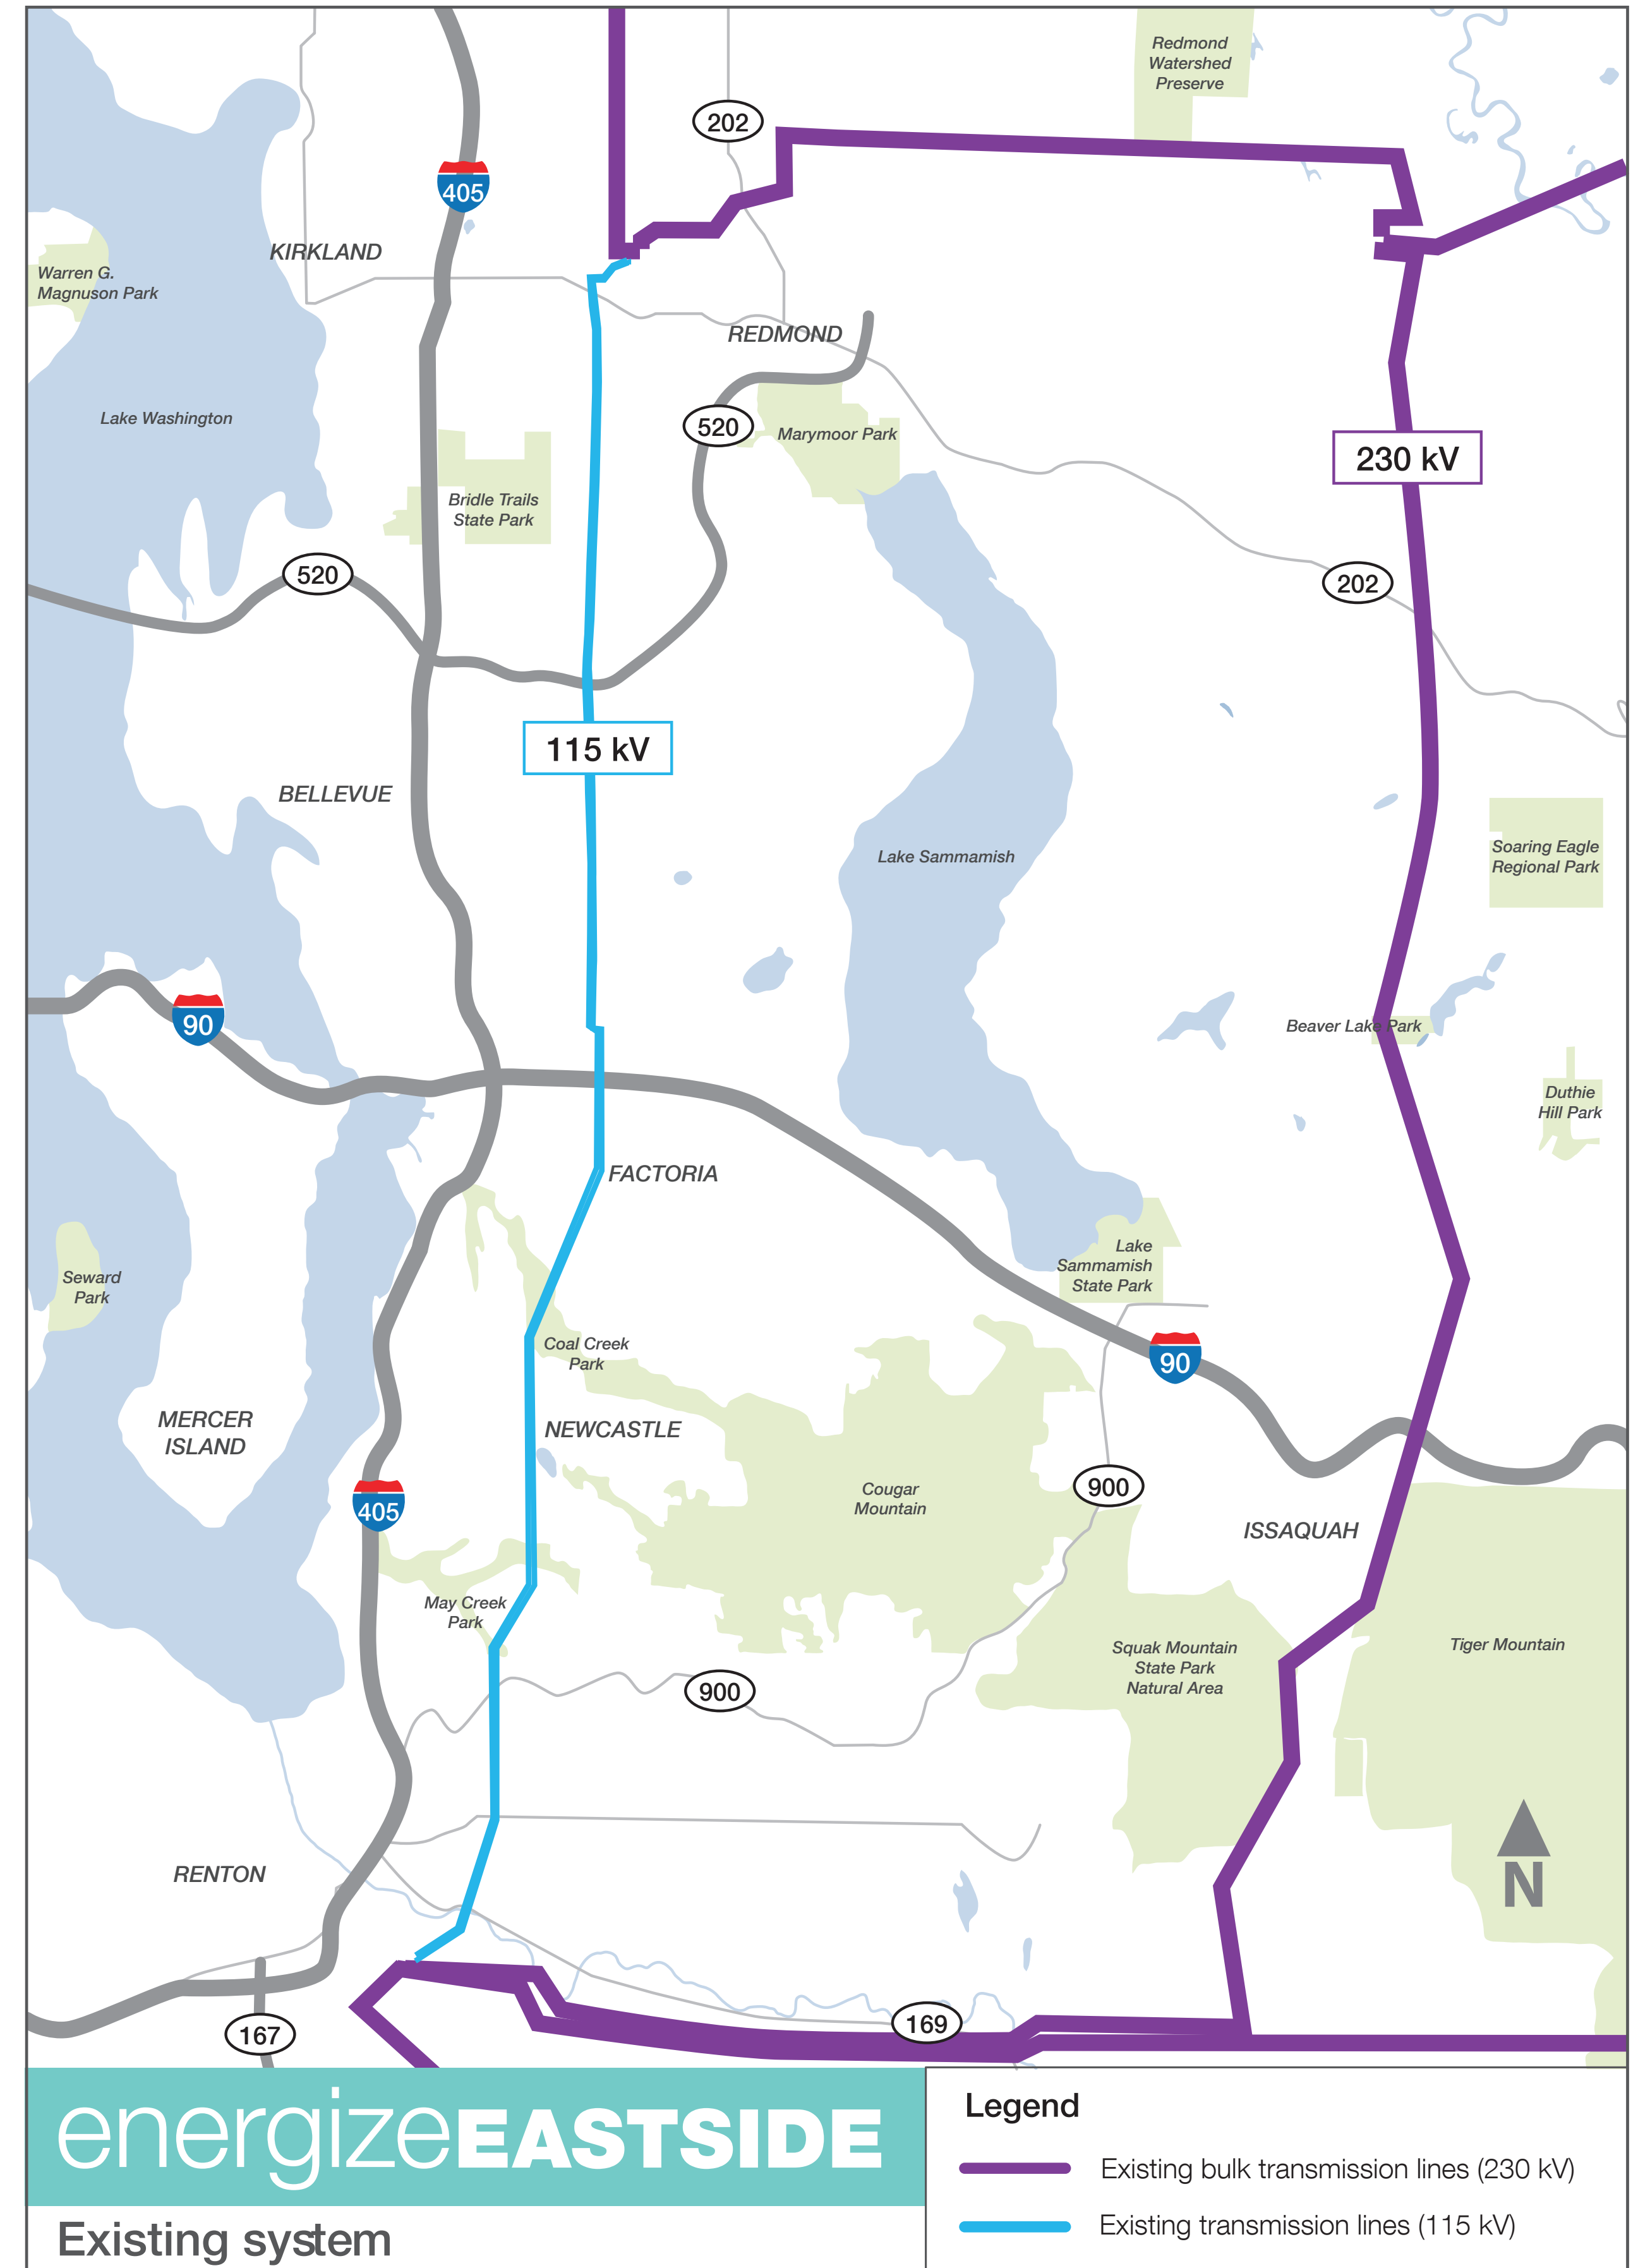 Redmond
Watershed
Preserve
202
405
KIRKLAND
Warren G.
Magnuson Park
REDMOND
Lake Washington
520
Marymoor Park
230 kV
Bridle Trails
State Park
520
202
115 kV
BELLEVUE
Lake Sammamish
Soaring Eagle
Regional Park
90
Beaver Lake Park
Duthie
Hill Park
FACTORIA
Lake
Sammamish
State Park
Seward
Park
Coal Creek
Park
90
MERCER
ISLAND
NEWCASTLE
Cougar
Mountain
900
405
ISSAQUAH
May Creek
Park
Squak Mountain
State Park
Natural Area
Tiger Mountain
900
RENTON
N
169
167
energizeEASTSIDE
Existing system
Legend
Existing bulk transmission lines (230 kV)
Existing transmission lines (115 kV)